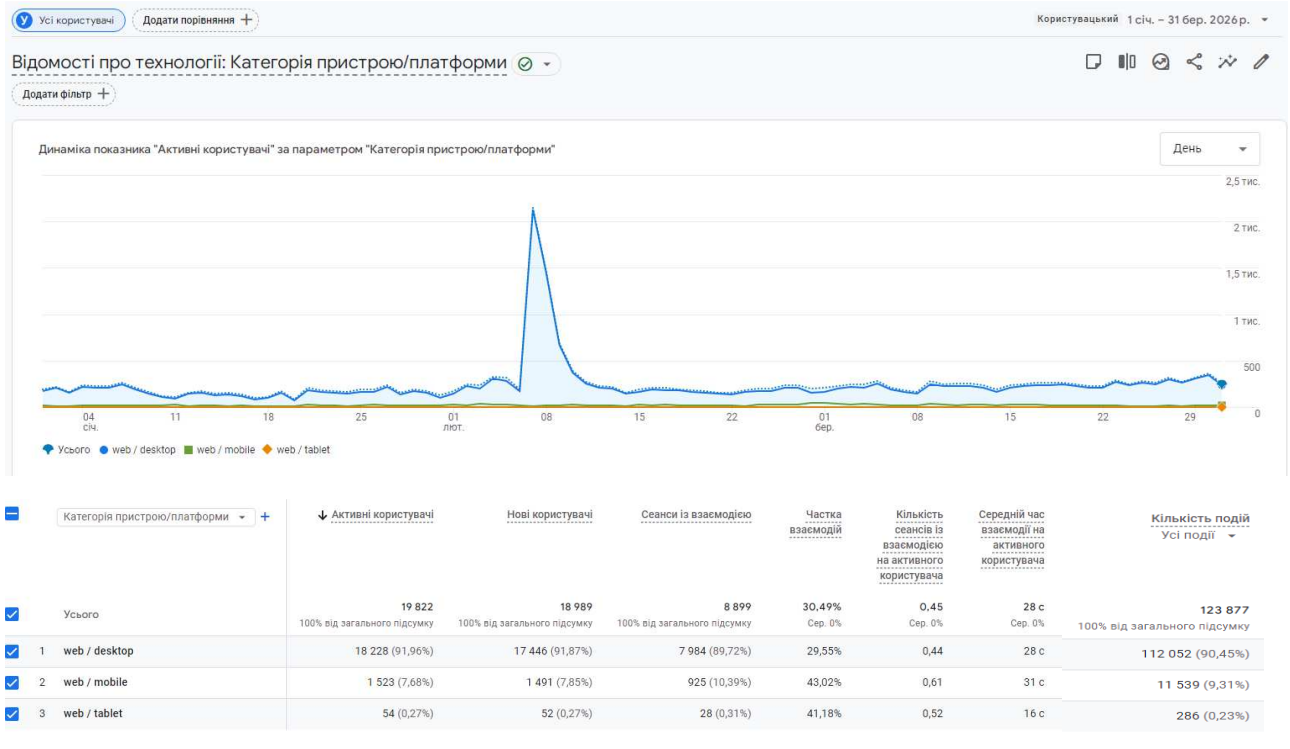 У Усі користувачі Додати порівняння + Користувацький 1 січ. – 31 бер. 2026 р.
Відомості про технології: Категорія пристрою/платформи
Додати фільтр +
Динаміка показника "Активні користувачі" за параметром "Категорія пристрою/платформи"
День
2,5 тис.
2 тис.
1,5 тис.
1 тис.
500
0
04 11 18 25 01 08 15 22 01 08 15 22 29
січ. лют. бер.
Усього web / desktop web / mobile web / tablet
Категорія пристрою/платформи +
↓ Активні користувачі
Нові користувачі
Сеанси із взаємодією
Частка
взаємодій
Кількість
сеансів із
взаємодією
на активного
користувача
Середній час
взаємодії на
активного
користувача
Кількість подій
Усі події
Усього 19 822 18 989 8 899 30,49% 0,45 28 с 123 877
100% від загального підсумку 100% від загального підсумку 100% від загального підсумку Сер. 0% Сер. 0% Сер. 0% 100% від загального підсумку
1 web / desktop 18 228 (91,96%) 17 446 (91,87%) 7 984 (89,72%) 29,55% 0,44 28 с 112 052 (90,45%)
2 web / mobile 1 523 (7,68%) 1 491 (7,85%) 925 (10,39%) 43,02% 0,61 31 с 11 539 (9,31%)
3 web / tablet 54 (0,27%) 52 (0,27%) 28 (0,31%) 41,18% 0,52 16 с 286 (0,23%)